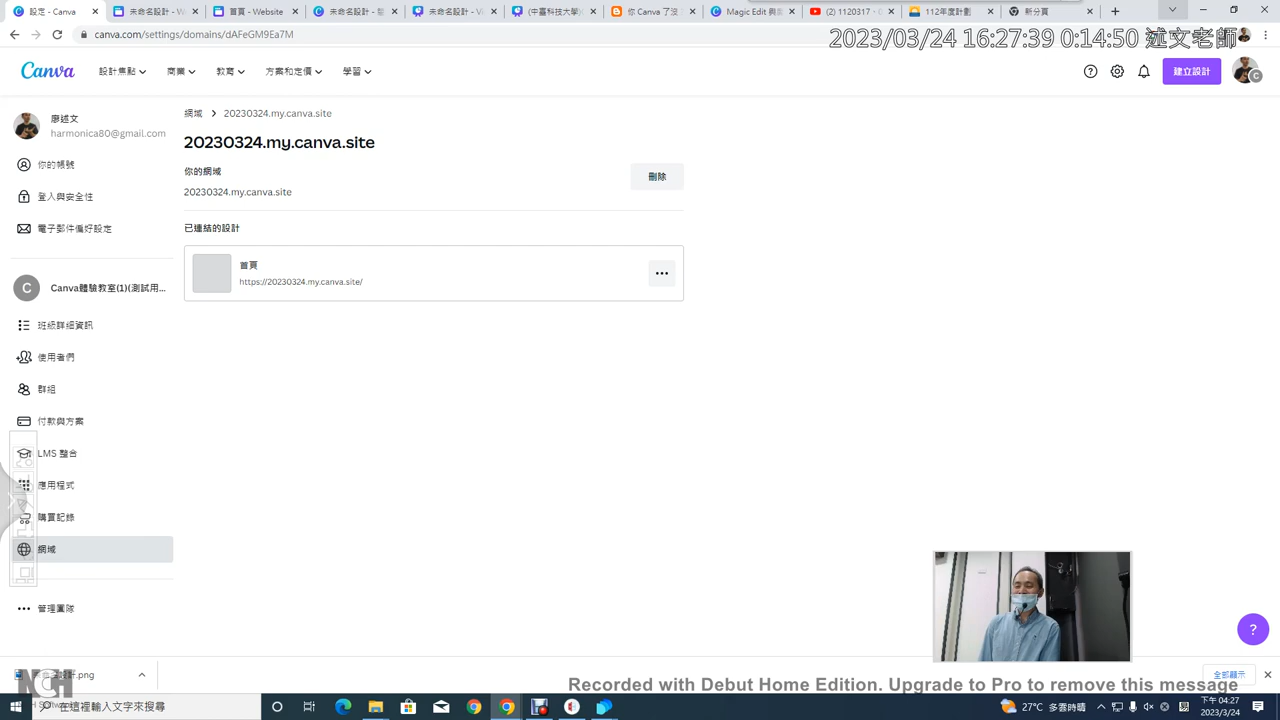 設定 - Canva
未命名設計 - W
首頁 - Website
未命名設計 - 影
未命名設計 - Vi
(中臺科技大學)
你 Canva 了沒
Magic Edit 與
(2) 1120317 - C
112年度計劃
新分頁
canva.com/settings/domains/dAFeGM9Ea7M
2023/03/24 16:27:39 0:14:50 述文老師
Canva
設計焦點
商業
教育
方案和定價
學習
建立設計
C
廖述文
harmonica80@gmail.com
你的帳號
登入與安全性
電子郵件偏好設定
C
Canva體驗教室(1)(測試用...
班級詳細資訊
使用者們
群組
付款與方案
LMS 整合
應用程式
購買記錄
網域
管理團隊
網域 > 20230324.my.canva.site
20230324.my.canva.site
你的網域
20230324.my.canva.site
刪除
已連結的設計
首頁
https://20230324.my.canva.site/
?
NCH
全部顯示
Recorded with Debut Home Edition. Upgrade to Pro to remove this message
在這裡輸入文字來搜尋
27°C 多雲時晴
下午 04:27
2023/3/24